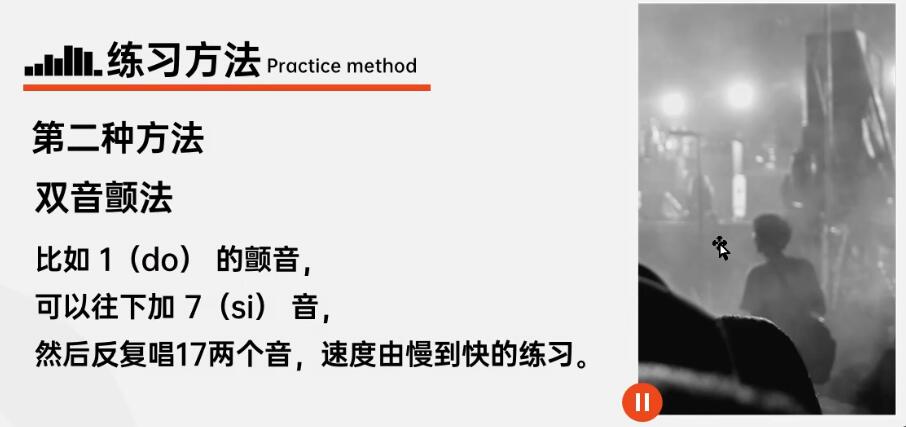 练习方法 Practice method
第二种方法
双音颤法
比如 1（do） 的颤音，
可以往下加 7（si） 音，
然后反复唱17两个音，速度由慢到快的练习。